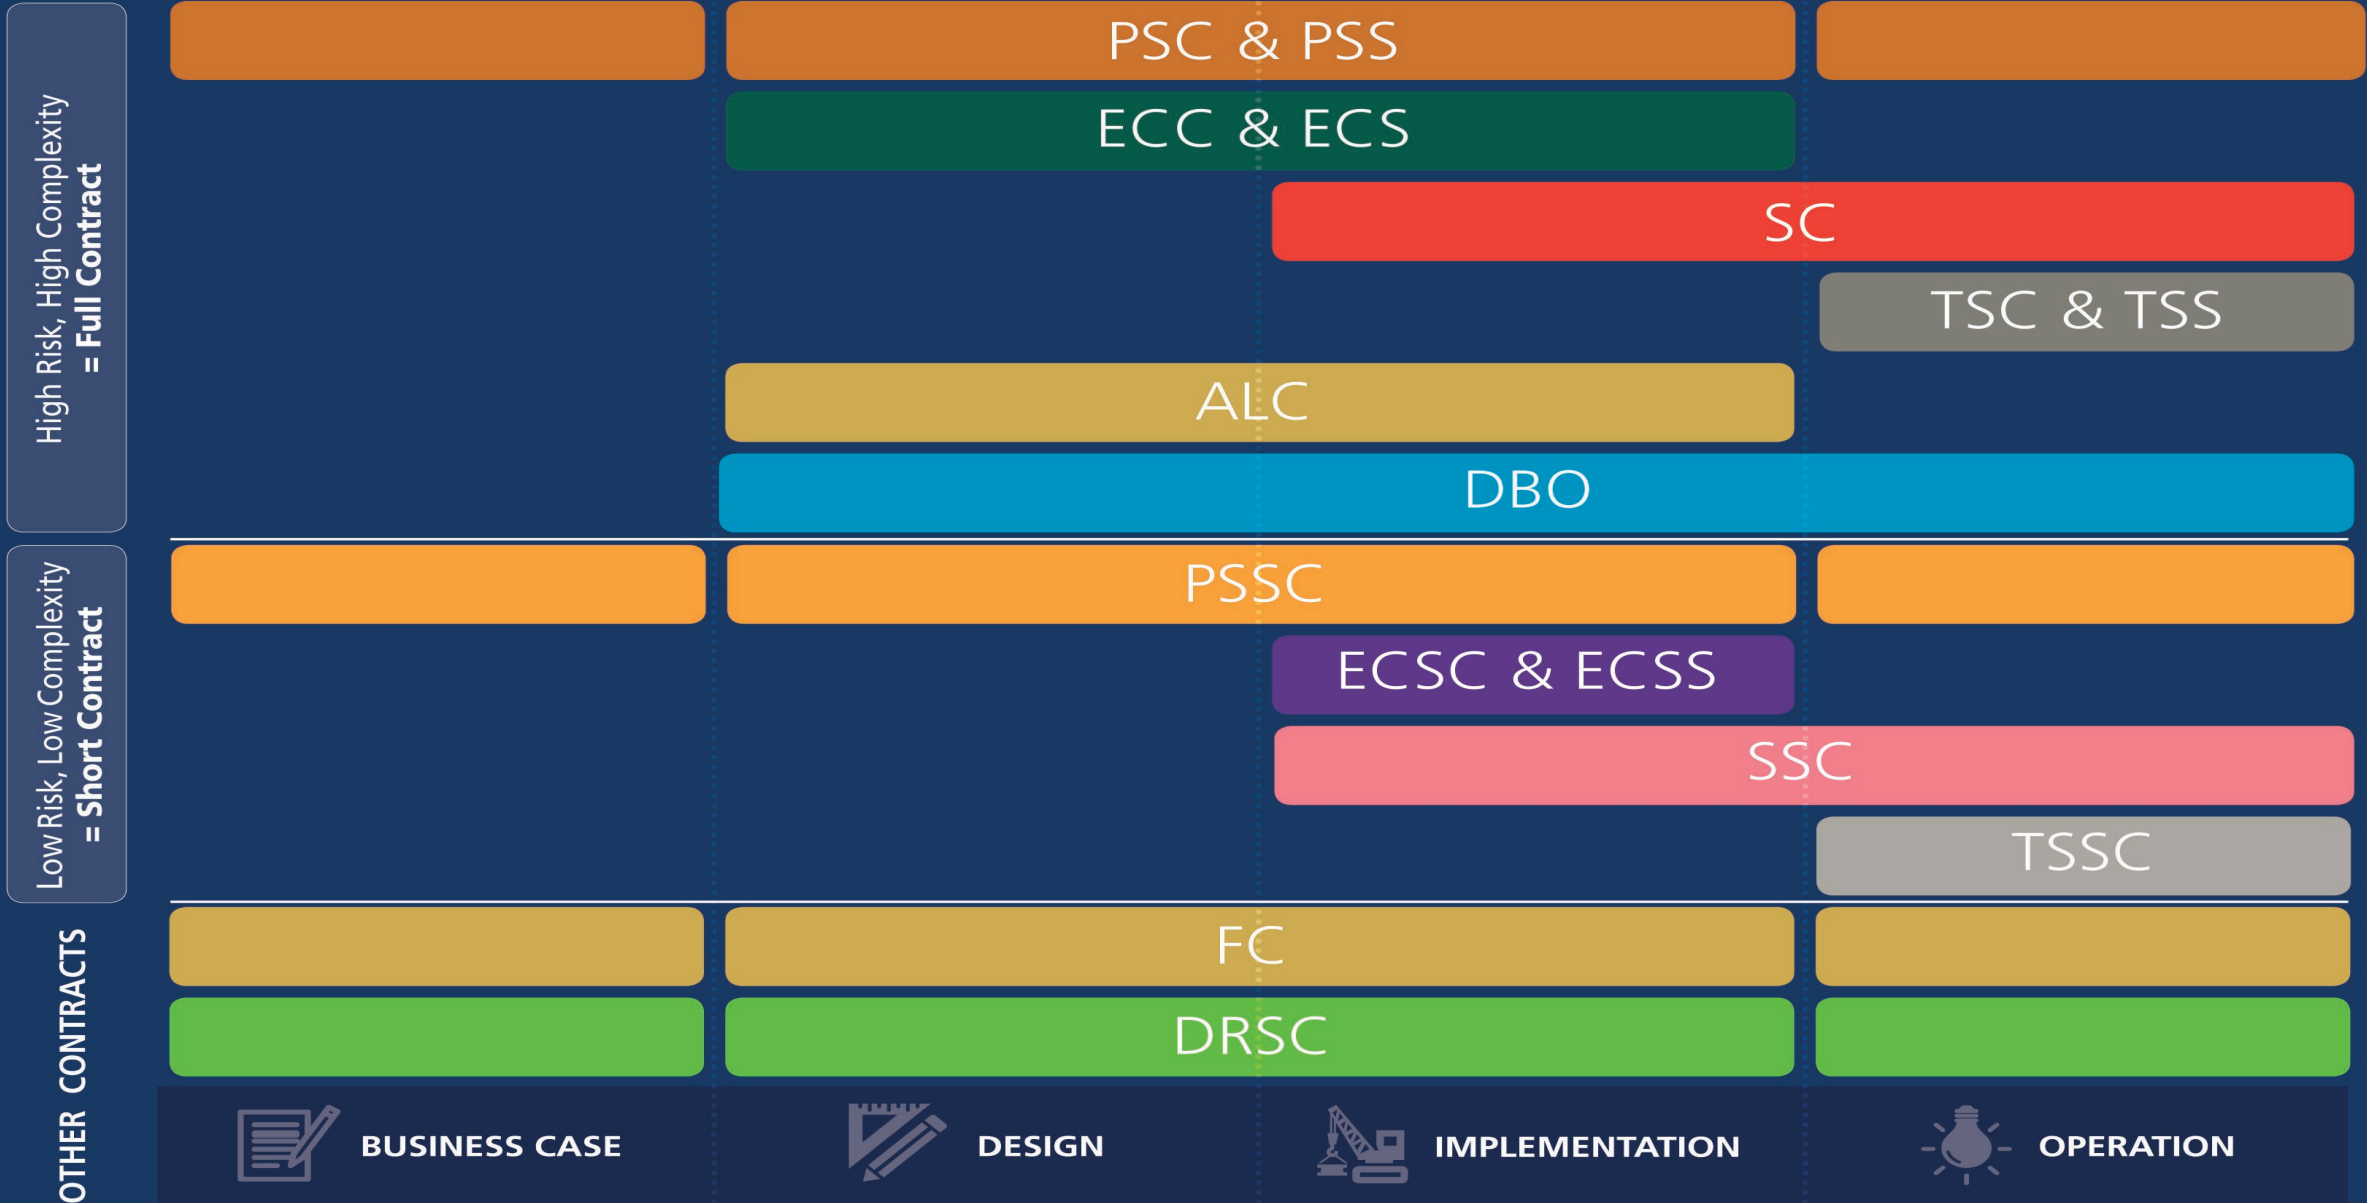 High Risk, High Complexity
= Full Contract
PSC & PSS
ECC & ECS
SC
TSC & TSS
ALC
DBO
Low Risk, Low Complexity
= Short Contract
PSSC
ECSC & ECSS
SSC
TSSC
OTHER CONTRACTS
FC
DRSC
BUSINESS CASE
DESIGN
IMPLEMENTATION
OPERATION